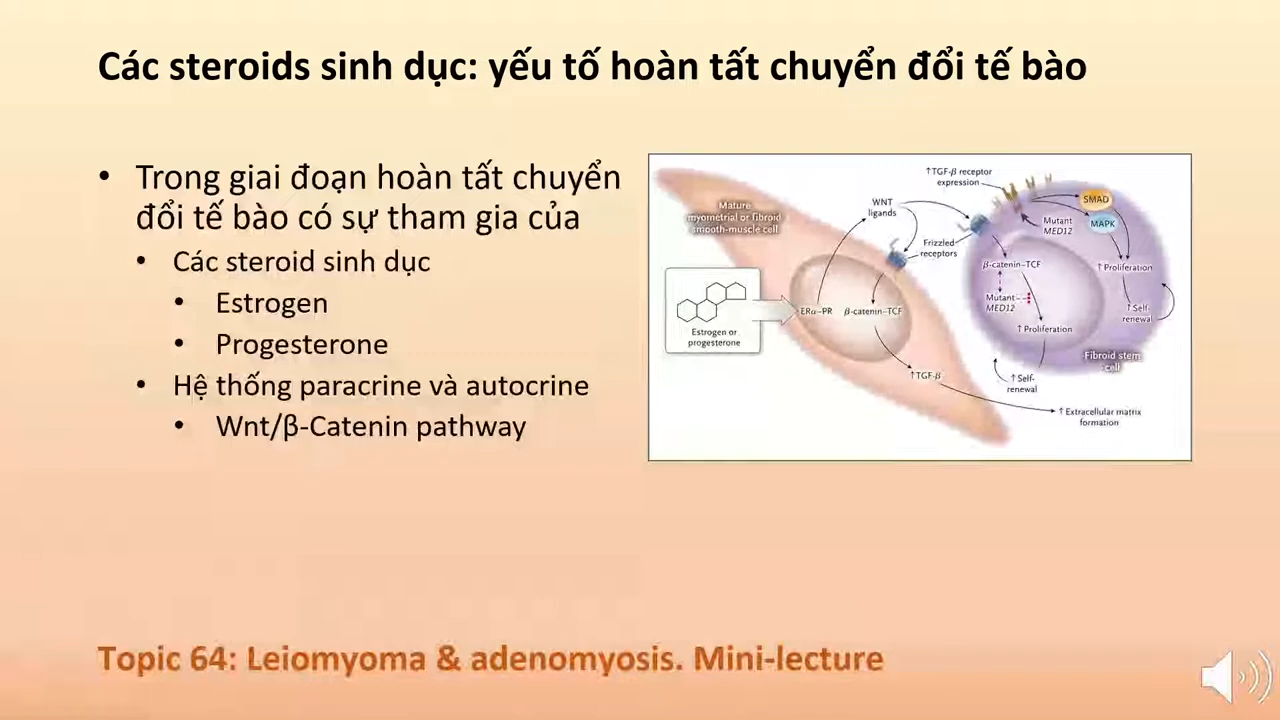 Các steroids sinh dục: yếu tố hoàn tất chuyển đổi tế bào
• Trong giai đoạn hoàn tất chuyển
đổi tế bào có sự tham gia của
• Các steroid sinh dục
• Estrogen
• Progesterone
• Hệ thống paracrine và autocrine
• Wnt/β-Catenin pathway
Mature
myometrial or fibroid
smooth-muscle cell
Estrogen or
progesterone
ERα–PR
β-catenin–TCF
WNT
ligands
↑TGF-β
↑TGF-β receptor
expression
Frizzled
receptors
Mutant
MED12
SMAD
MAPK
β-catenin–TCF
Mutant
MED12
↑Proliferation
↑Proliferation
↑Self-
renewal
↑Self-
renewal
Fibroid stem
cell
↑Extracellular matrix
formation
Topic 64: Leiomyoma & adenomyosis. Mini-lecture